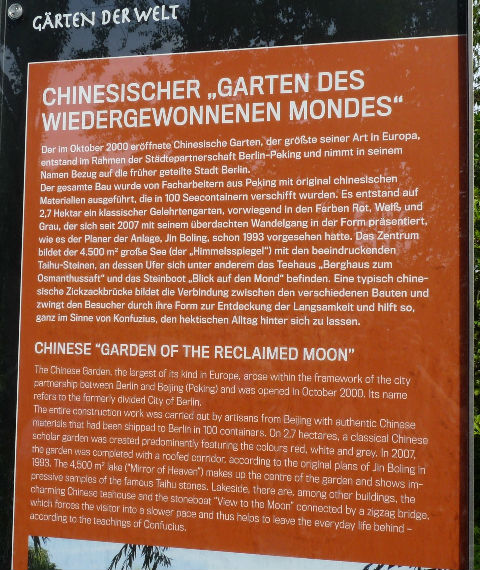 GÄRTEN DER WELT
CHINESISCHER „GARTEN DES
WIEDERGEWONNENEN MONDES“
Der im Oktober 2000 eröffnete Chinesische Garten, der größte seiner Art in Europa,
entstand im Rahmen der Städtepartnerschaft Berlin-Peking und nimmt in seinem
Namen Bezug auf die früher geteilte Stadt Berlin.
Der gesamte Bau wurde von Facharbeitern aus Peking mit original chinesischen
Materialien ausgeführt, die in 100 Seecontainern verschifft wurden. Es entstand auf
2,7 Hektar ein klassischer Gelehrtengarten, vorwiegend in den Farben Rot, Weiß und
Grau, der sich seit 2007 mit seinem überdachten Wandelgang in der Form präsentiert,
wie es der Planer der Anlage, Jin Boling, schon 1993 vorgesehen hatte. Das Zentrum
bildet der 4.500 m² große See (der „Himmelsspiegel“) mit den beeindruckenden
Taihu-Steinen, an dessen Ufer sich unter anderem das Teehaus „Berghaus zum
Osmanthussaft“ und das Steinboot „Blick auf den Mond“ befinden. Eine typisch chine-
sische Zickzackbrücke bildet die Verbindung zwischen den verschiedenen Bauten und
zwingt den Besucher durch ihre Form zur Entdeckung der Langsamkeit und hilft so,
ganz im Sinne von Konfuzius, den hektischen Alltag hinter sich zu lassen.
CHINESE “GARDEN OF THE RECLAIMED MOON”
The Chinese Garden, the largest of its kind in Europe, arose within the framework of the city
partnership between Berlin and Beijing (Peking) and was opened in October 2000. Its name
refers to the formerly divided City of Berlin.
The entire construction work was carried out by artisans from Beijing with authentic Chinese
materials that had been shipped to Berlin in 100 containers. On 2.7 hectares, a classical Chinese
scholar garden was created predominantly featuring the colours red, white and grey. In 2007,
the garden was completed with a roofed corridor, according to the original plans of Jin Boling in
1993. The 4,500 m² lake ("Mirror of Heaven") makes up the centre of the garden and shows im-
pressive samples of the famous Taihu stones. Lakeside, there are, among other buildings, the
charming Chinese teahouse and the stoneboat "View to the Moon" connected by a zigzag bridge,
which forces the visitor into a slower pace and thus helps to leave the everyday life behind –
according to the teachings of Confucius.